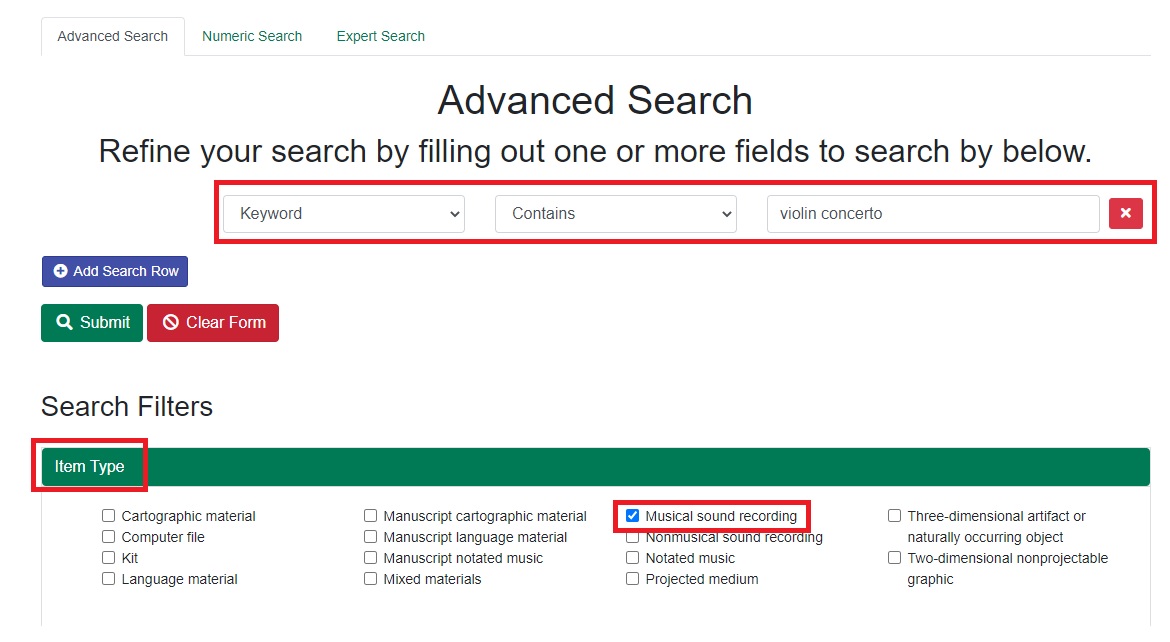 Advanced Search Numeric Search Expert Search
Advanced Search
Refine your search by filling out one or more fields to search by below.
Keyword Contains violin concerto
Add Search Row
Submit Clear Form
Search Filters
Item Type
Cartographic material
Computer file
Kit
Language material
Manuscript cartographic material
Manuscript language material
Manuscript notated music
Mixed materials
Musical sound recording
Nonmusical sound recording
Notated music
Projected medium
Three-dimensional artifact or
naturally occurring object
Two-dimensional nonprojectable
graphic